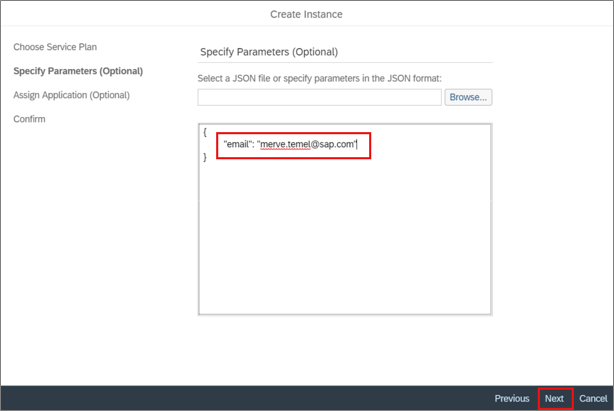 Create Instance
Choose Service Plan
Specify Parameters (Optional)
Assign Application (Optional)
Confirm
Specify Parameters (Optional)
Select a JSON file or specify parameters in the JSON format:
Browse...
{
"email": "merve.temel@sap.com"
}
Previous Next Cancel